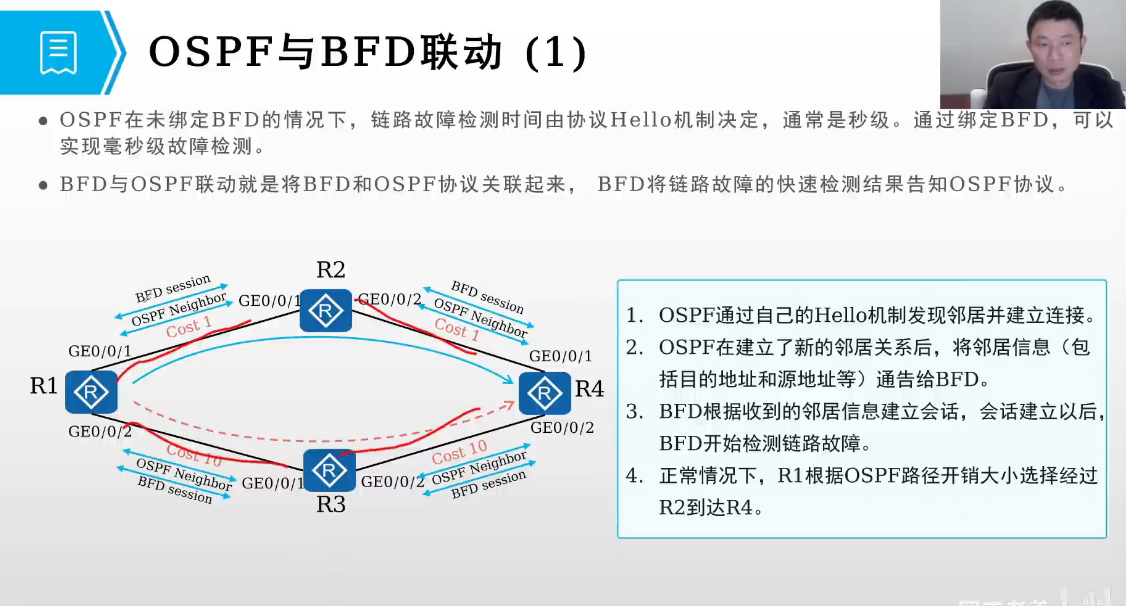 OSPF与BFD联动 (1)
● OSPF在未绑定BFD的情况下，链路故障检测时间由协议Hello机制决定，通常是秒级。通过绑定BFD，可以
实现毫秒级故障检测。
● BFD与OSPF联动就是将BFD和OSPF协议关联起来， BFD将链路故障的快速检测结果告知OSPF协议。
R2
BFD session
OSPF Neighbor
Cost 1
GE0/0/1
GE0/0/2
BFD session
OSPF Neighbor
Cost 1
GE0/0/1
R1
R
R
GE0/0/1
R
R4
GE0/0/2
GE0/0/2
Cost 10
OSPF Neighbor
BFD session
GE0/0/1
R
GE0/0/2
Cost 10
OSPF Neighbor
BFD session
R3
1. OSPF通过自己的Hello机制发现邻居并建立连接。
2. OSPF在建立了新的邻居关系后，将邻居信息（包
括目的地址和源地址等）通告给BFD。
3. BFD根据收到的邻居信息建立会话，会话建立以后，
BFD开始检测链路故障。
4. 正常情况下，R1根据OSPF路径开销大小选择经过
R2到达R4。